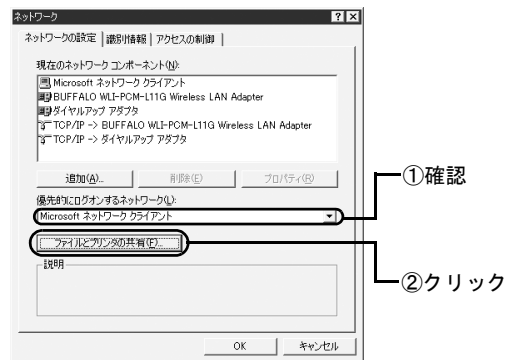 ネットワーク
ネットワークの設定 識別情報 アクセスの制御
現在のネットワーク コンポーネント(N):
Microsoft ネットワーク クライアント
BUFFALO WLI-PCM-L11G Wireless LAN Adapter
ダイヤルアップ アダプタ
TCP/IP -> BUFFALO WLI-PCM-L11G Wireless LAN Adapter
TCP/IP -> ダイヤルアップ アダプタ
追加(A)... 削除(E) プロパティ(R)
優先的にログオンするネットワーク(L):
Microsoft ネットワーク クライアント
ファイルとプリンタの共有(F)...
説明
OK キャンセル
①確認
②クリック